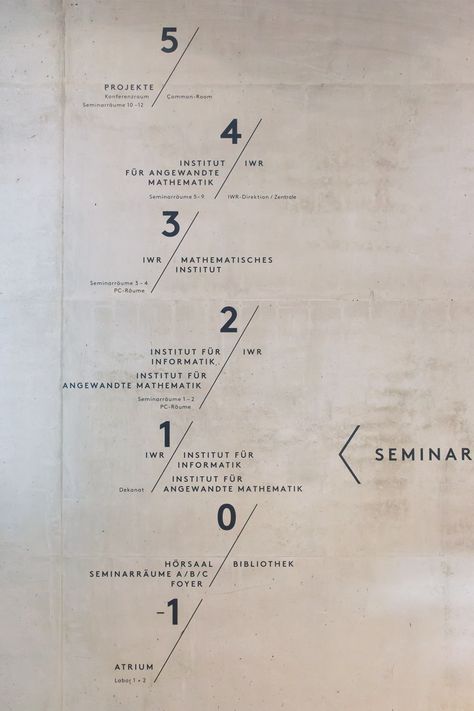 5
PROJEKTE
Konferenzraum / Common-Room
Seminarräume 10–12
4
INSTITUT / IWR
FÜR ANGEWANDTE
MATHEMATIK
Seminarräume 5–9 / IWR-Direktion / Zentrale
3
IWR / MATHEMATISCHES
INSTITUT
Seminarräume 3–4
PC-Räume
2
INSTITUT FÜR / IWR
INFORMATIK,
INSTITUT FÜR
ANGEWANDTE MATHEMATIK
Seminarräume 1–2
PC-Räume
1
IWR / INSTITUT FÜR
INFORMATIK
INSTITUT FÜR
Dekanat / ANGEWANDTE MATHEMATIK
SEMINAR
0
HÖRSAAL / BIBLIOTHEK
SEMINARRÄUME A/B/C
FOYER
-1
ATRIUM
Labor 1 + 2